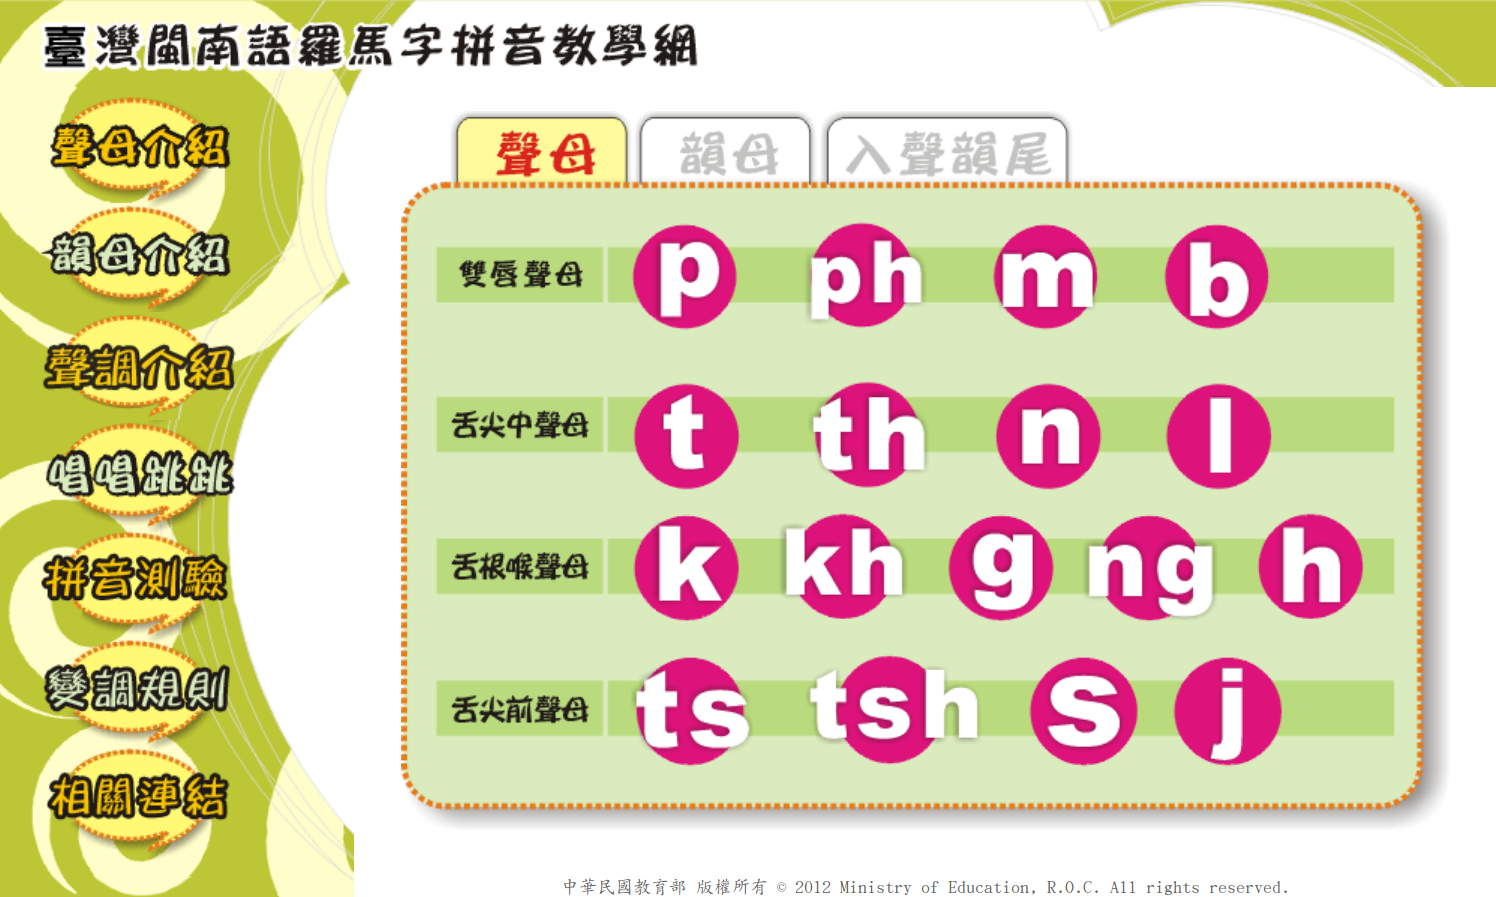 臺灣閩南語羅馬字拼音教學網
聲母介紹
韻母介紹
聲調介紹
唱唱跳跳
拼音測驗
變調規則
相關連結
聲母 韻母 入聲韻尾
雙唇聲母 p ph m b
舌尖中聲母 t th n l
舌根喉聲母 k kh g ng h
舌尖前聲母 ts tsh s j
中華民國教育部 版權所有 © 2012 Ministry of Education, R.O.C. All rights reserved.